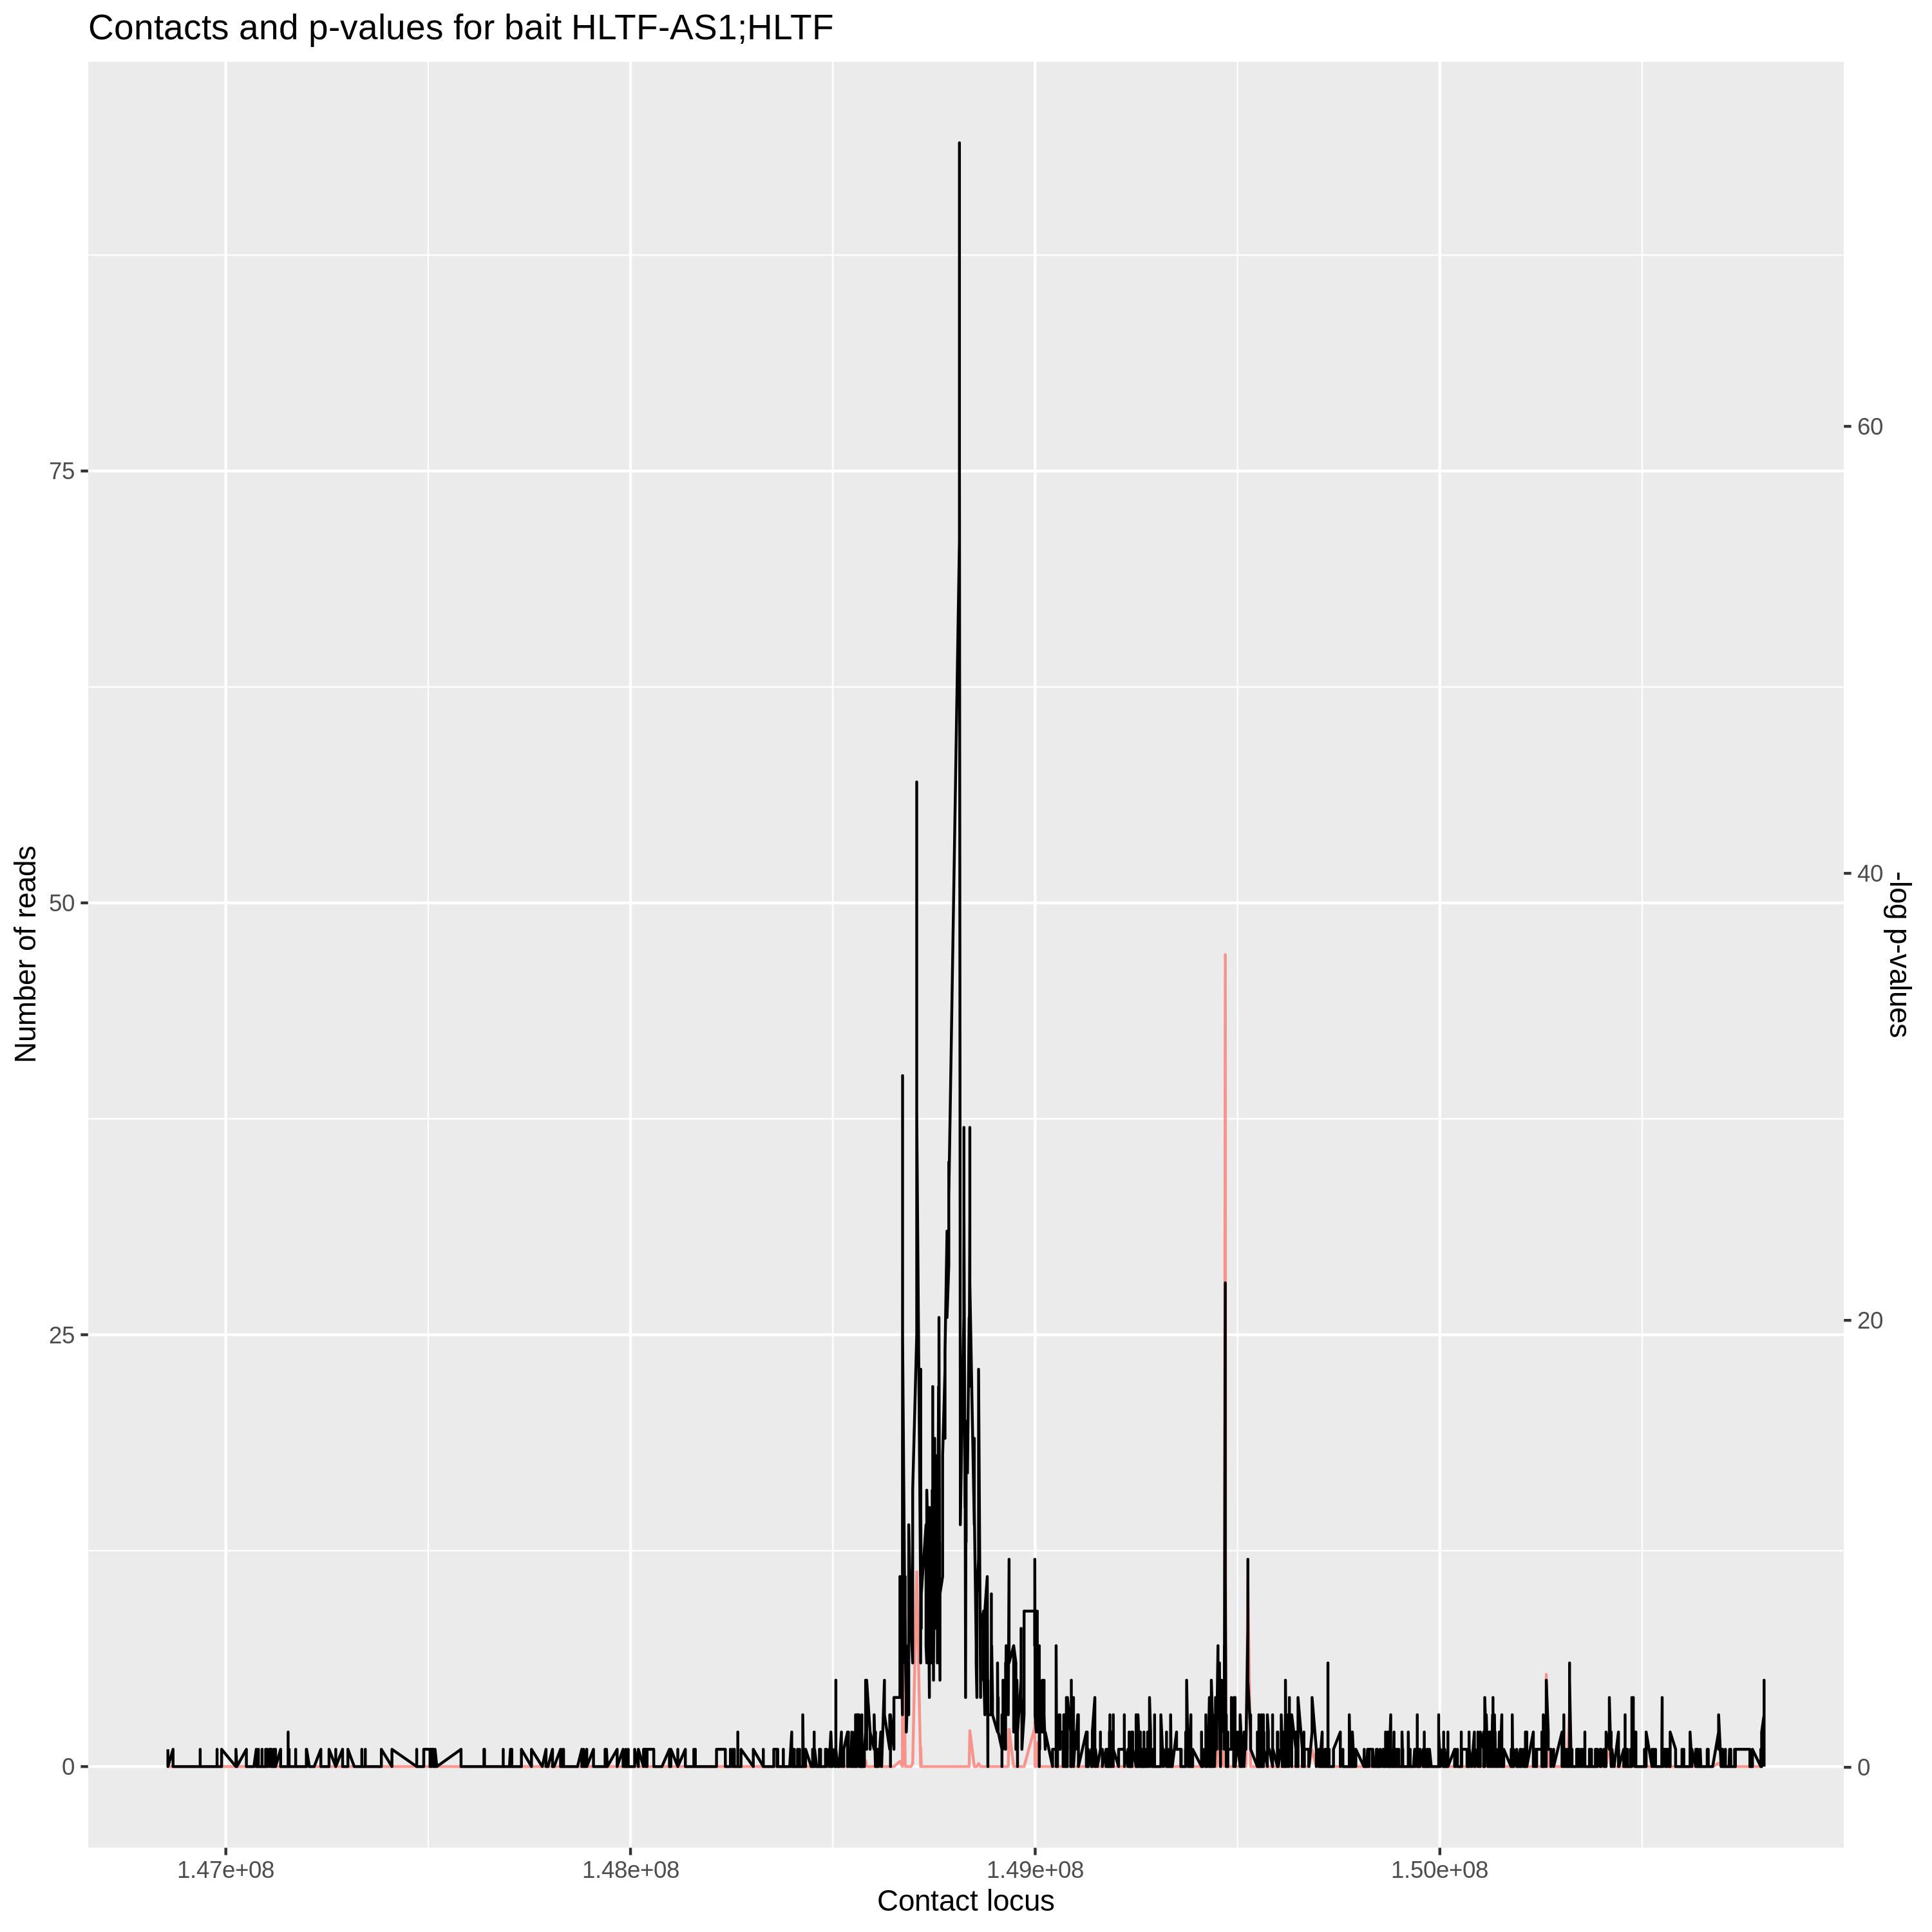 Contacts and p-values for bait HLTF-AS1;HLTF
Number of reads
75
50
25
0
60
40
20
0
-log p-values
1.47e+08
1.48e+08
1.49e+08
1.50e+08
Contact locus